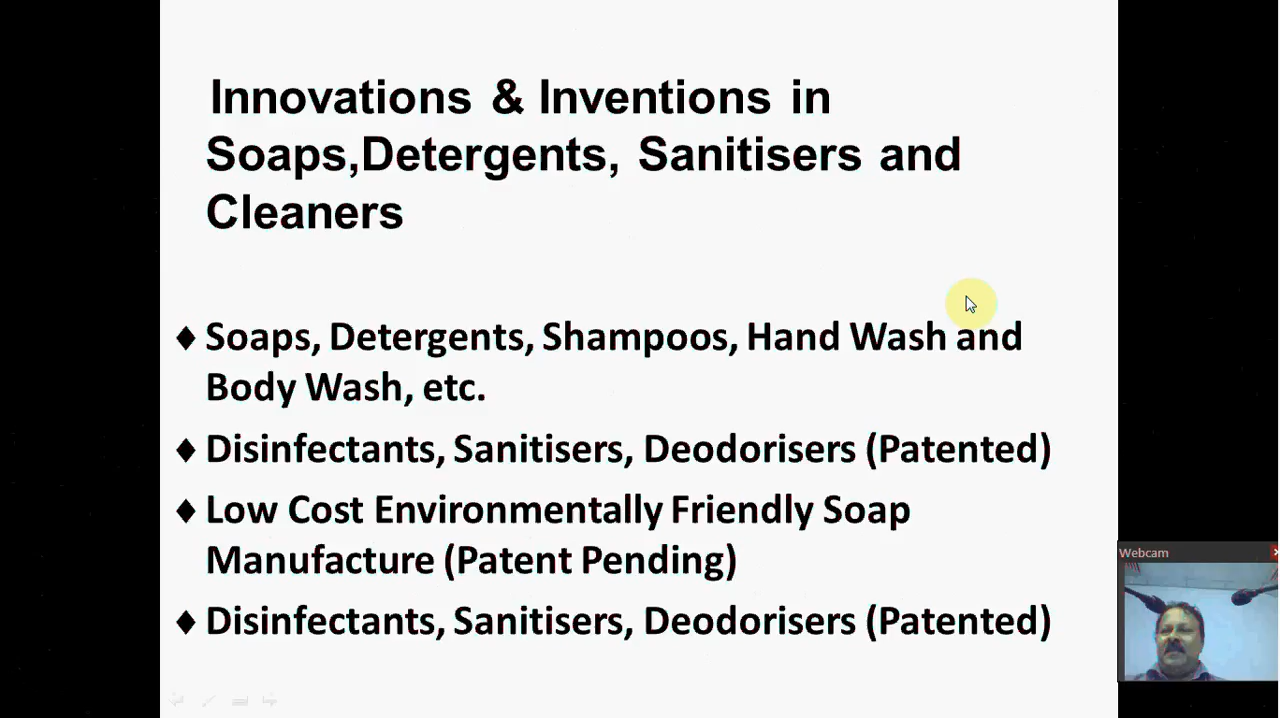 Innovations & Inventions in
Soaps,Detergents, Sanitisers and
Cleaners
♦ Soaps, Detergents, Shampoos, Hand Wash and
Body Wash, etc.
♦ Disinfectants, Sanitisers, Deodorisers (Patented)
♦ Low Cost Environmentally Friendly Soap
Manufacture (Patent Pending)
♦ Disinfectants, Sanitisers, Deodorisers (Patented)
Webcam